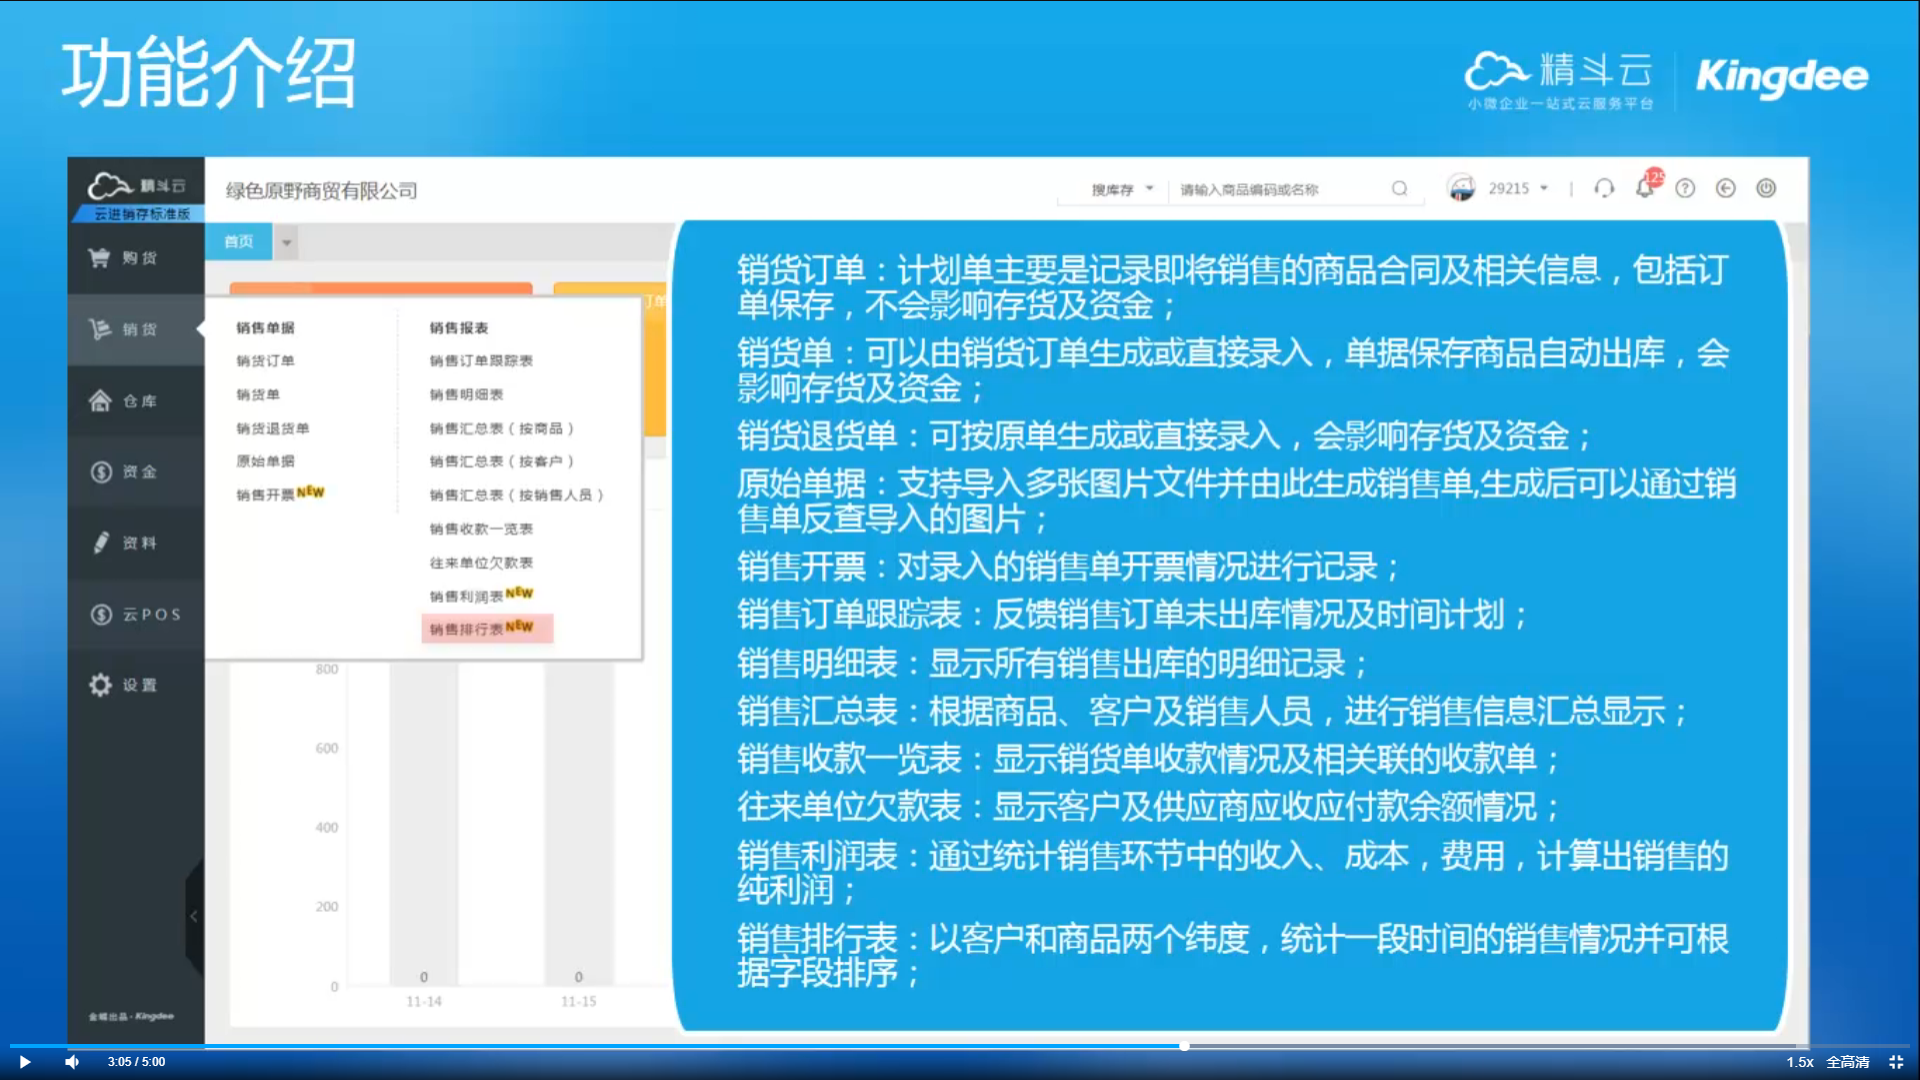 功能介绍
精斗云
小微企业一站式云服务平台
Kingdee
精斗云
云进销存标准版
绿色原野商贸有限公司
搜库存
请输入商品编码或名称
29215
125
首页
购货
销货
仓库
资金
资料
云POS
设置
金蝶出品·Kingdee
订单
销售单据
销货订单
销货单
销货退货单
原始单据
销售开票NEW
销售报表
销售订单跟踪表
销售明细表
销售汇总表（按商品）
销售汇总表（按客户）
销售汇总表（按销售人员）
销售收款一览表
往来单位欠款表
销售利润表NEW
销售排行表NEW
800
600
400
200
0
0
0
11-14
11-15
销货订单：计划单主要是记录即将销售的商品合同及相关信息，包括订
单保存，不会影响存货及资金；
销货单：可以由销货订单生成或直接录入，单据保存商品自动出库，会
影响存货及资金；
销货退货单：可按原单生成或直接录入，会影响存货及资金；
原始单据：支持导入多张图片文件并由此生成销售单,生成后可以通过销
售单反查导入的图片；
销售开票：对录入的销售单开票情况进行记录；
销售订单跟踪表：反馈销售订单未出库情况及时间计划；
销售明细表：显示所有销售出库的明细记录；
销售汇总表：根据商品、客户及销售人员，进行销售信息汇总显示；
销售收款一览表：显示销货单收款情况及相关联的收款单；
往来单位欠款表：显示客户及供应商应收应付款余额情况；
销售利润表：通过统计销售环节中的收入、成本，费用，计算出销售的
纯利润；
销售排行表：以客户和商品两个纬度，统计一段时间的销售情况并可根
据字段排序；
3:05 / 5:00
1.5x
全高清